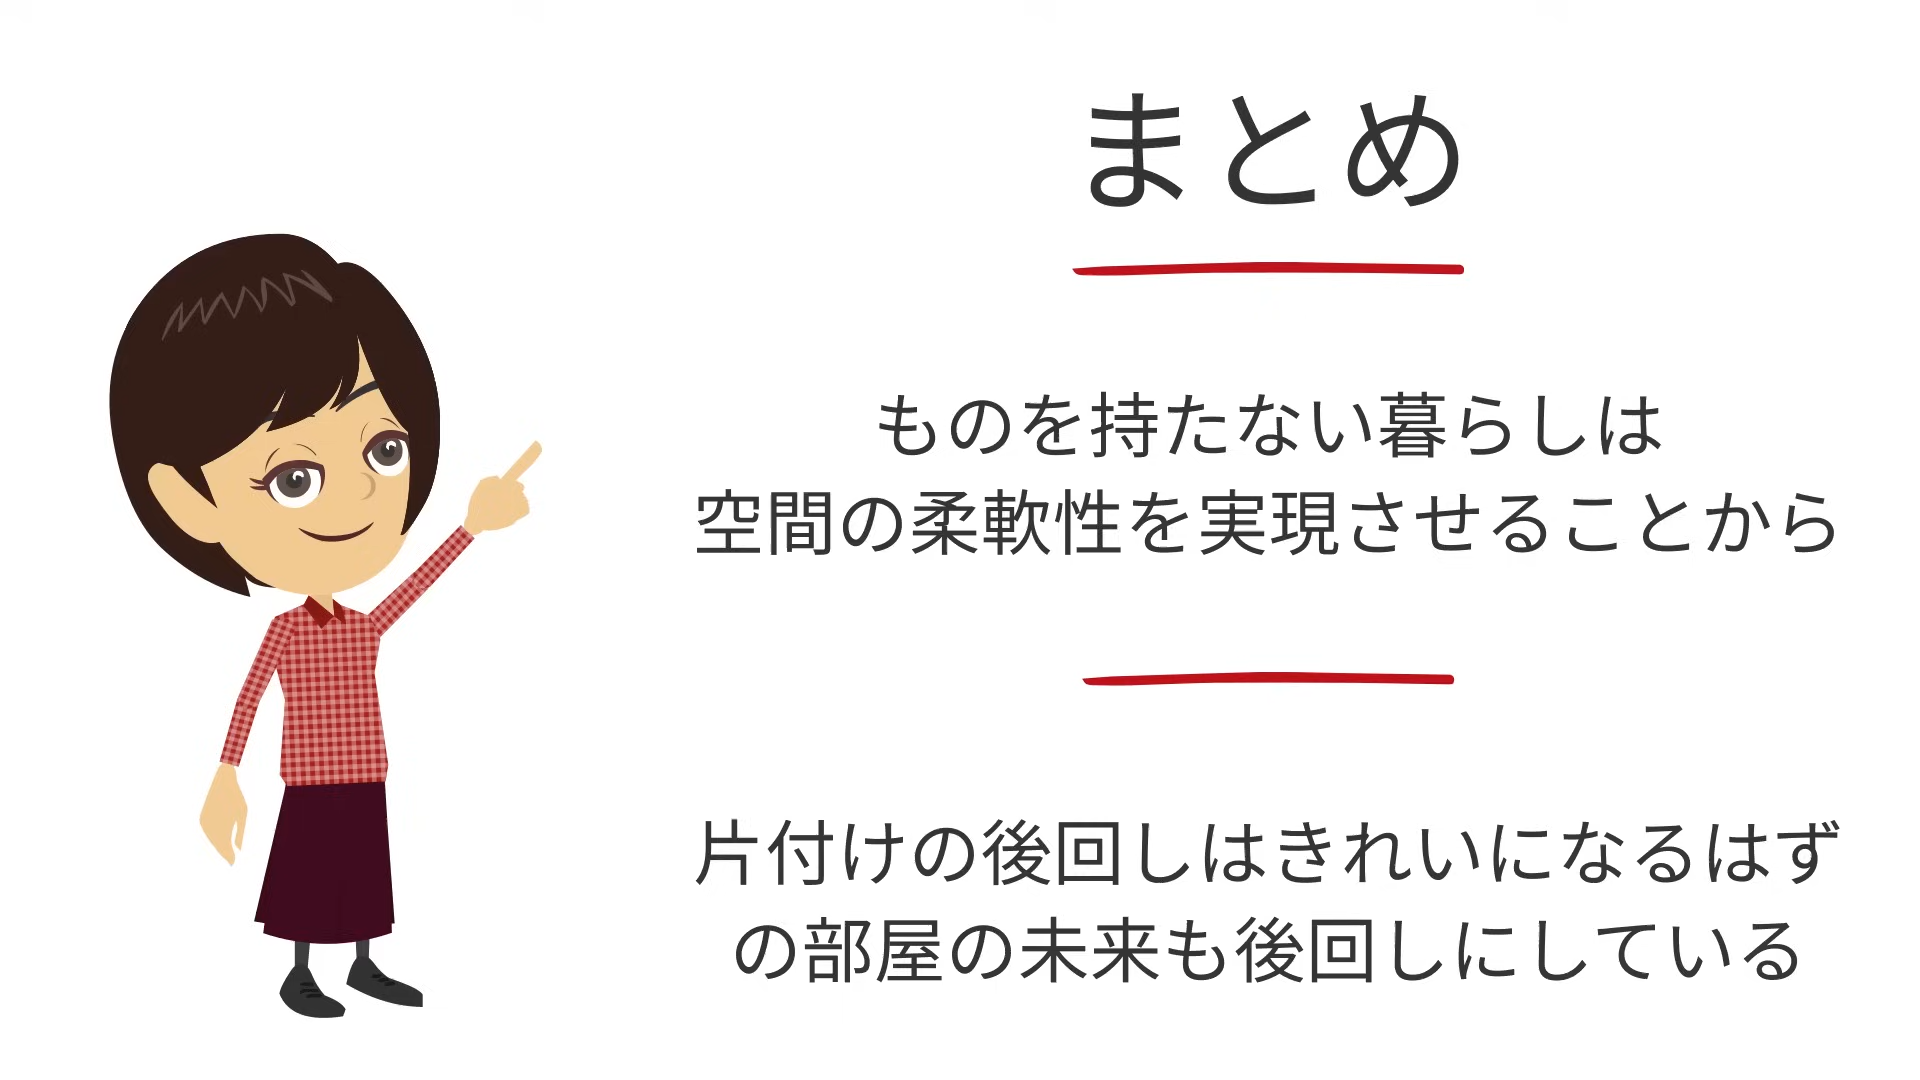 まとめ
ものを持たない暮らしは
空間の柔軟性を実現させることから
片付けの後回しはきれいになるはず
の部屋の未来も後回しにしている